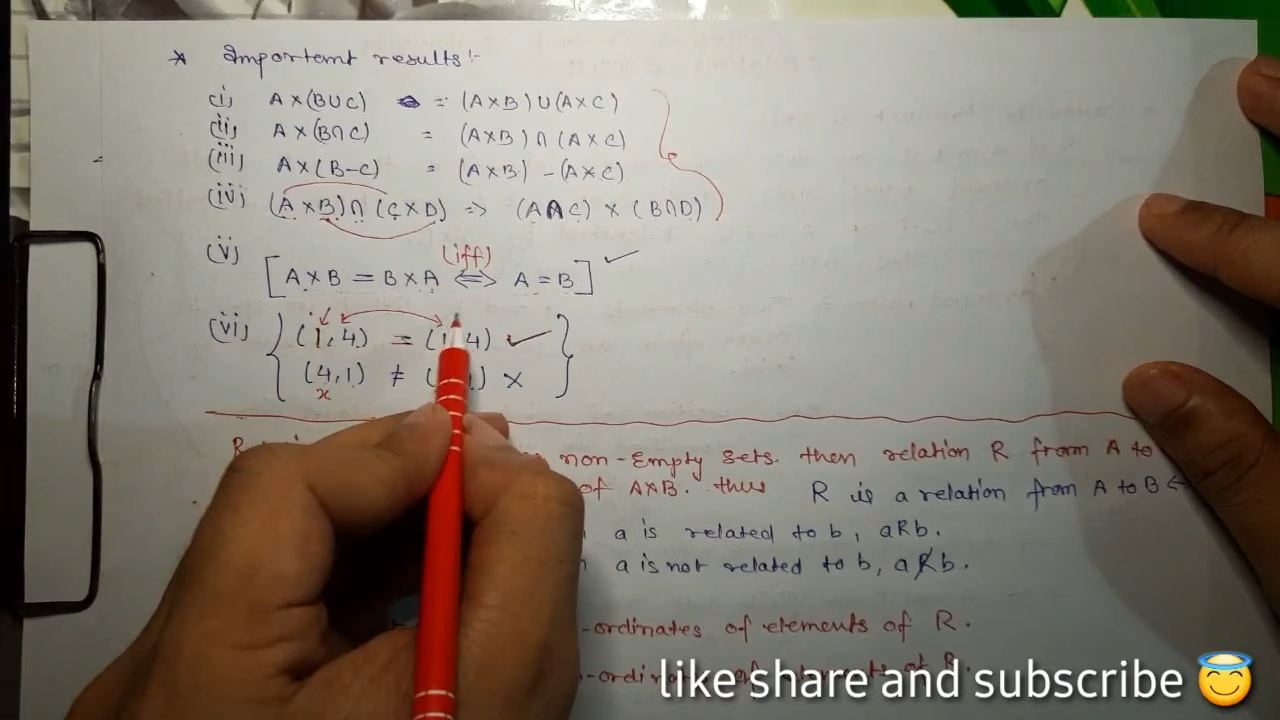 * Importemt results:-
(i) A×(B∪C) = (A×B)∪(A×C)
(ii) A×(B∩C) = (A×B)∩(A×C)
(iii) A×(B-C) = (A×B) -(A×C)
(iv) (A×B)∩(C×D) => (A∩C) × (B∩D)
(iff)
(v) [A×B = B×A <=> A=B] ✓
(vi) { (1,4) = (1,4) ✓ }
(4,1) ≠ ×
x
non-Empty sets. then relation R from A to
of A×B. thus R is a relation from A to B ←
a is related to b, aRb.
a is not related to b, aR̸b.
-ordinates of elements of R.
like share and subscribe 😇